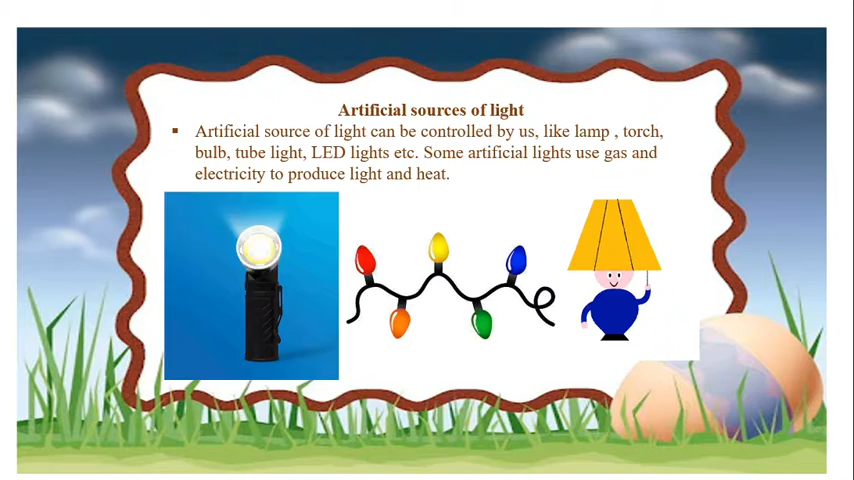 Artificial sources of light
▪ Artificial source of light can be controlled by us, like lamp , torch,
bulb, tube light, LED lights etc. Some artificial lights use gas and
electricity to produce light and heat.